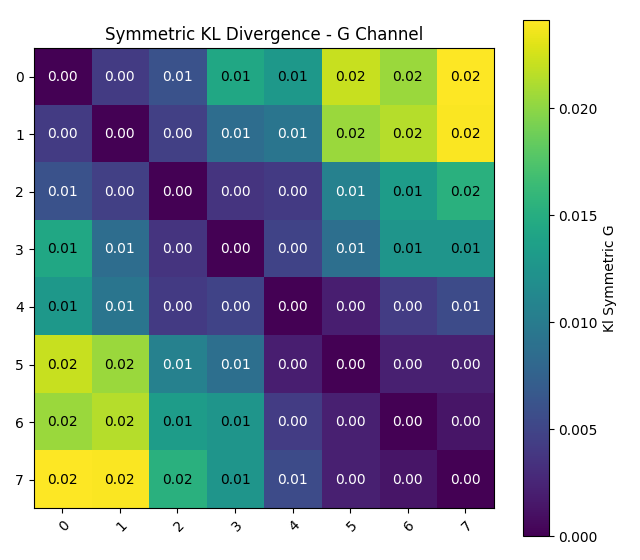 Symmetric KL Divergence - G Channel
0 0.00 0.00 0.01 0.01 0.01 0.02 0.02 0.02
1 0.00 0.00 0.00 0.01 0.01 0.02 0.02 0.02
2 0.01 0.00 0.00 0.00 0.00 0.01 0.01 0.02
3 0.01 0.01 0.00 0.00 0.00 0.01 0.01 0.01
4 0.01 0.01 0.00 0.00 0.00 0.00 0.00 0.01
5 0.02 0.02 0.01 0.01 0.00 0.00 0.00 0.00
6 0.02 0.02 0.01 0.01 0.00 0.00 0.00 0.00
7 0.02 0.02 0.02 0.01 0.01 0.00 0.00 0.00
0 1 2 3 4 5 6 7
0.020
0.015
0.010
0.005
0.000
Kl Symmetric G